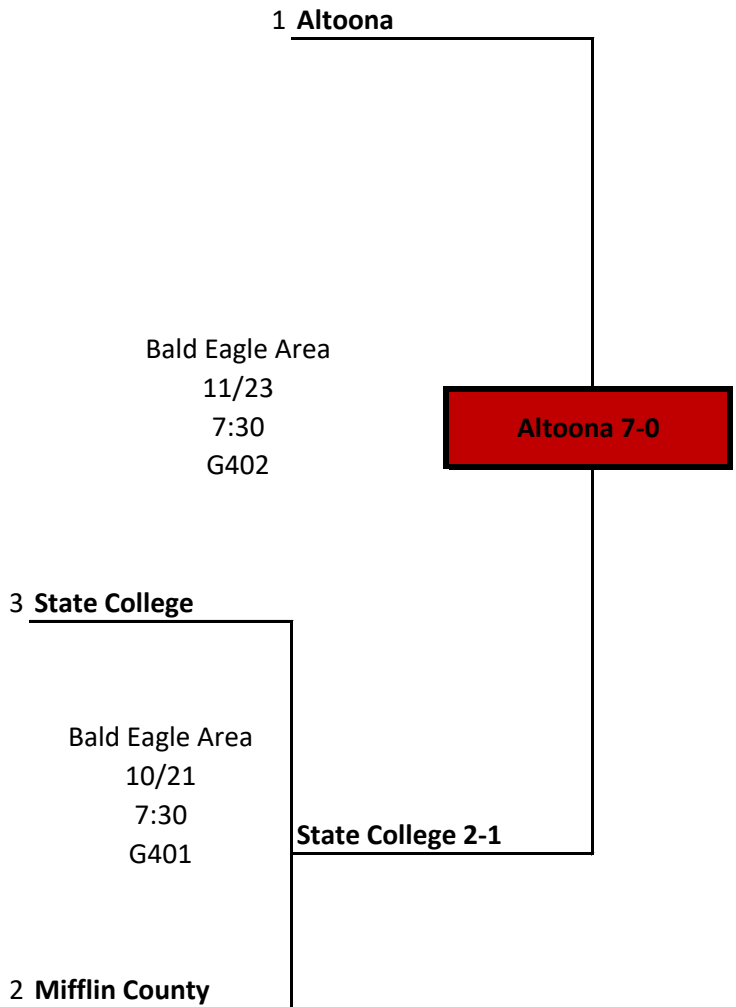 1 Altoona
Bald Eagle Area
11/23
7:30
G402
Altoona 7-0
3 State College
Bald Eagle Area
10/21
7:30
G401
State College 2-1
2 Mifflin County